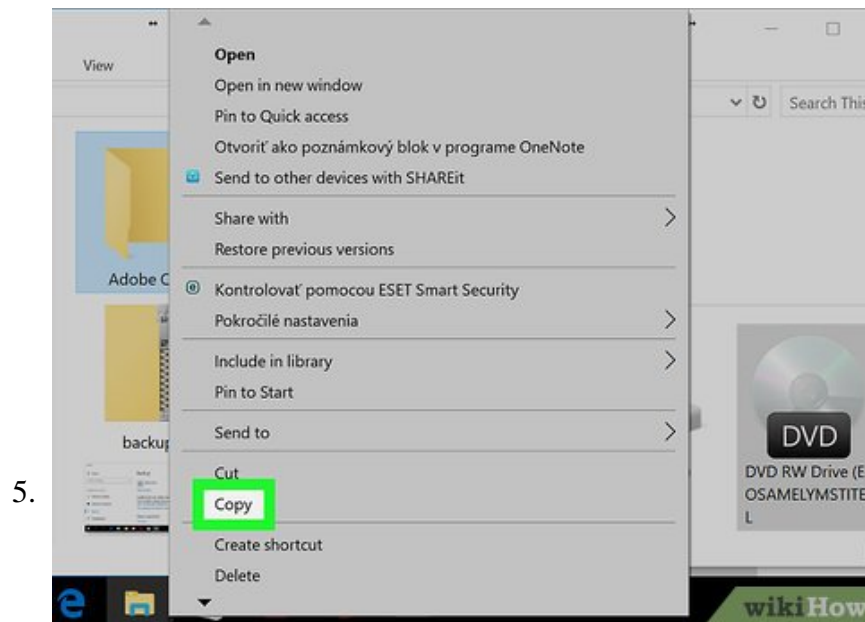 View
Open
Open in new window
Pin to Quick access
Otvoriť ako poznámkový blok v programe OneNote
Send to other devices with SHAREit
Share with
Restore previous versions
Kontrolovať pomocou ESET Smart Security
Pokročilé nastavenia
Include in library
Pin to Start
Send to
Cut
Copy
Create shortcut
Delete
Search This
Adobe C
backup
DVD
DVD RW Drive (E
OSAMELYMSTITE
L
5.
wikiHow